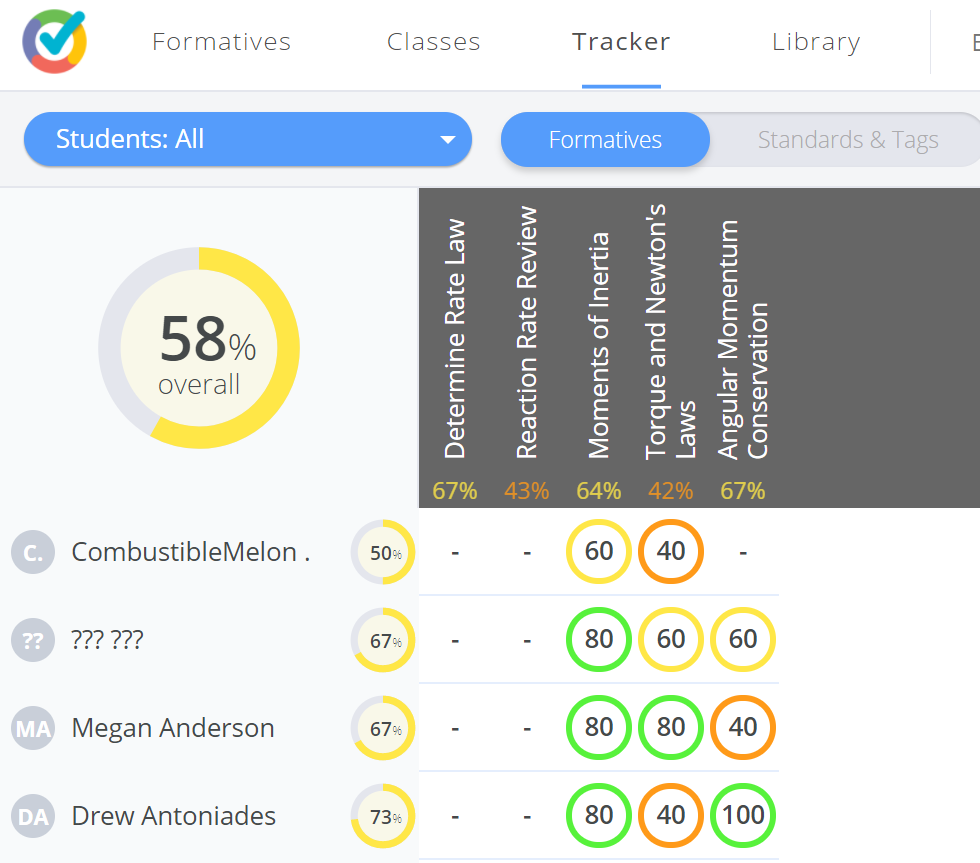 Formatives Classes Tracker Library
Students: All
Formatives Standards & Tags
58%
overall
Determine Rate Law
Reaction Rate Review
Moments of Inertia
Torque and Newton's
Laws
Angular Momentum
Conservation
67% 43% 64% 42% 67%
C. CombustibleMelon . 50% - - 60 40 -
?? ??? ??? 67% - - 80 60 60
MA Megan Anderson 67% - - 80 80 40
DA Drew Antoniades 73% - - 80 40 100